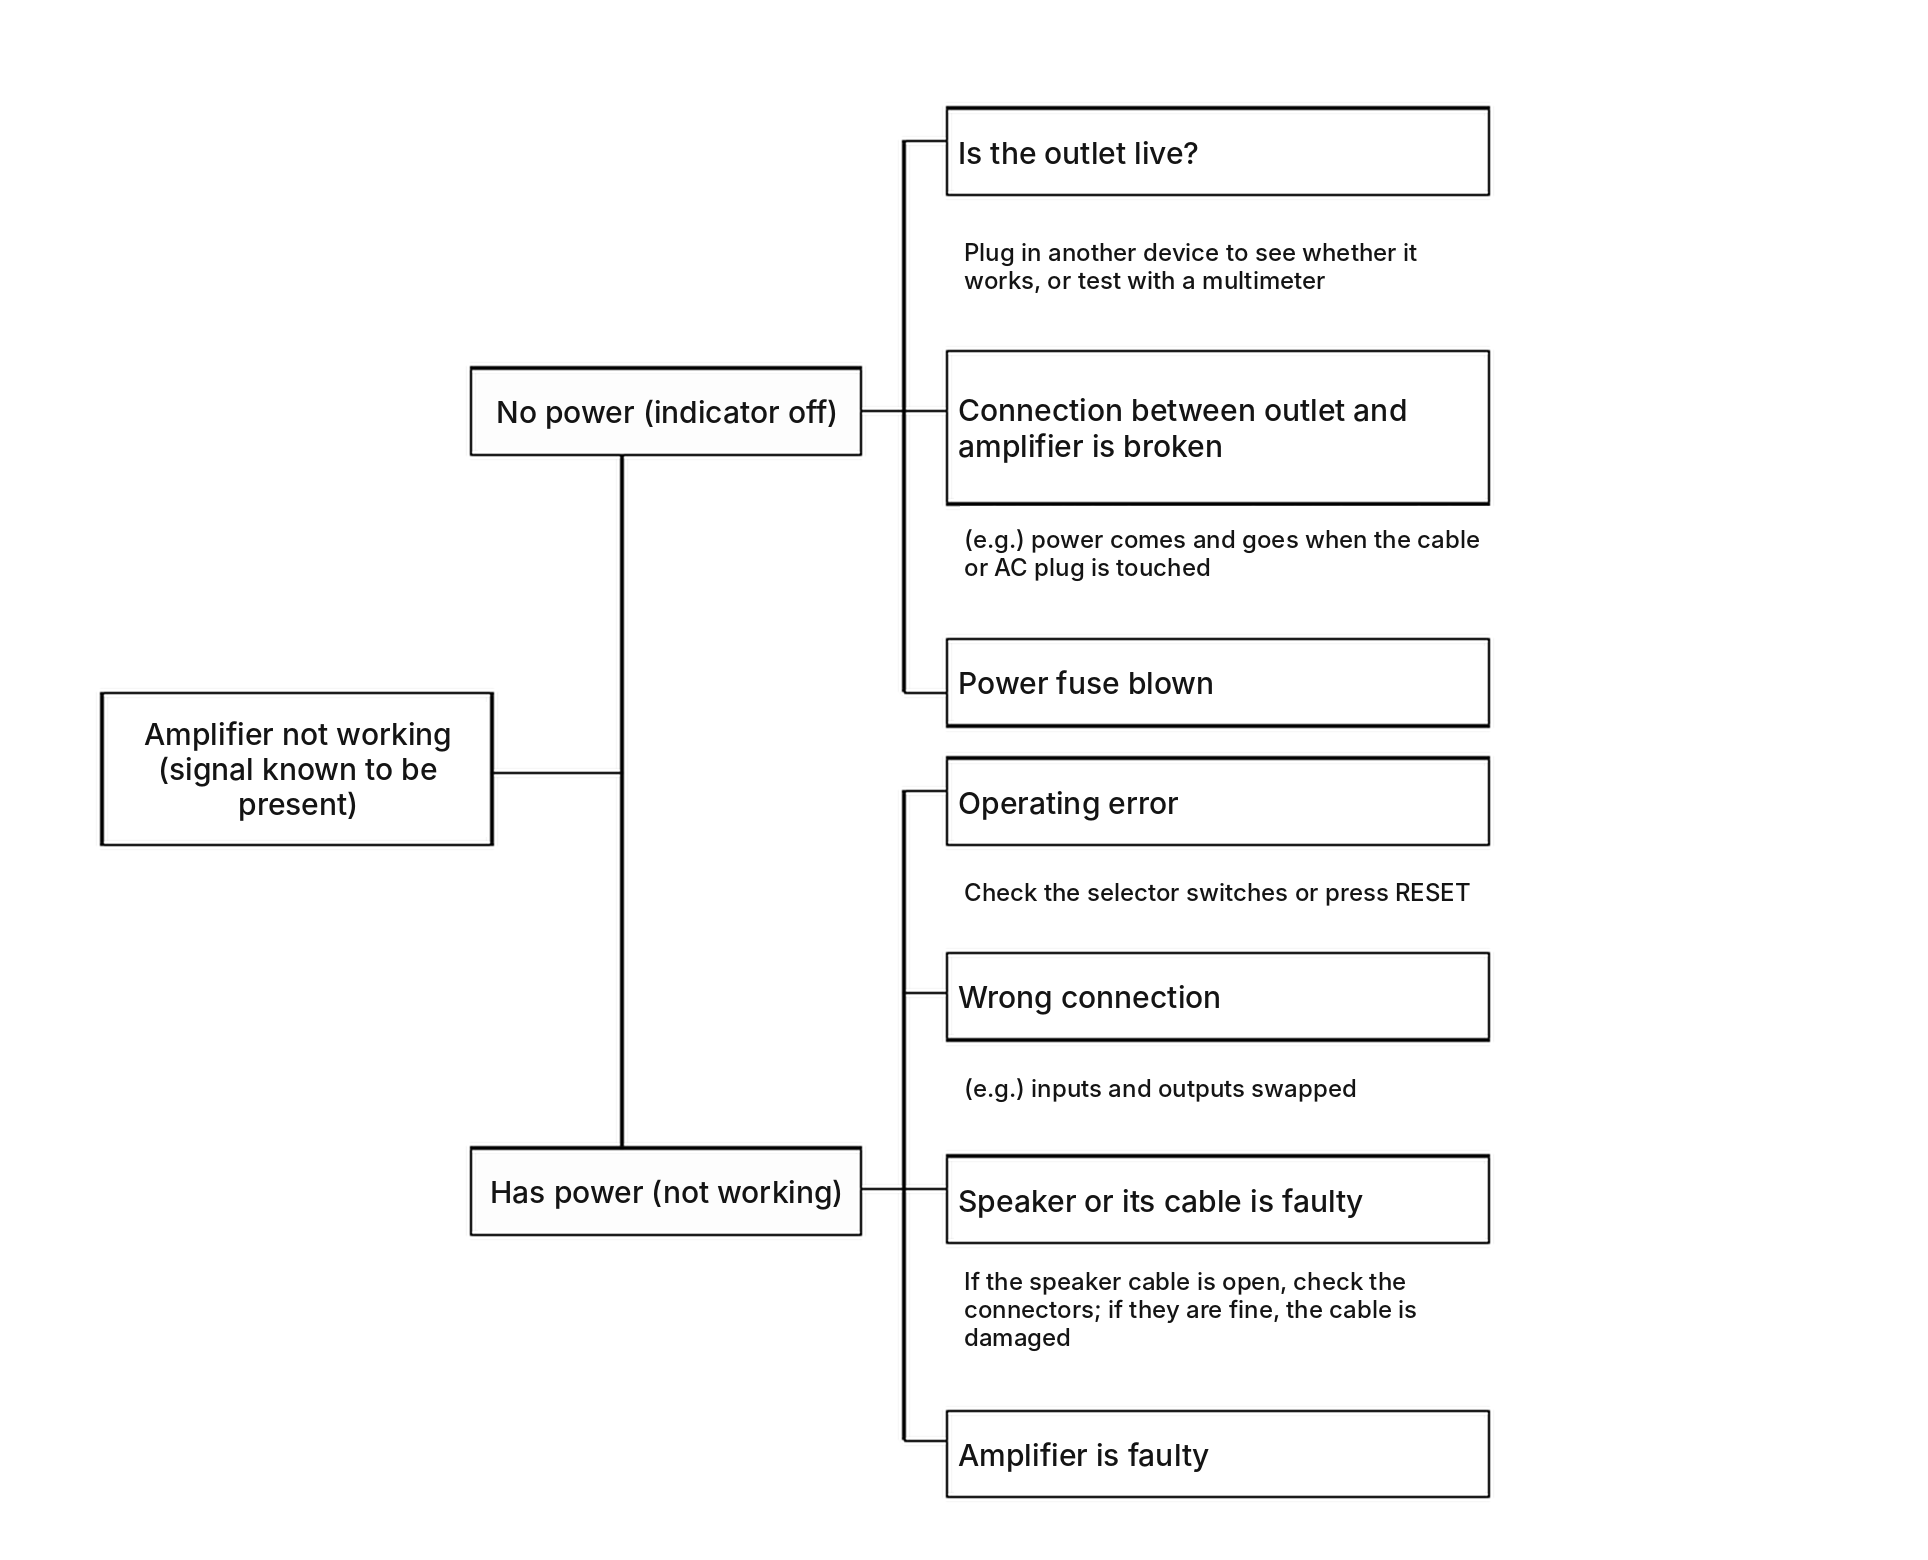 Is the outlet live?
Plug in another device to see whether it
works, or test with a multimeter
No power (indicator off)
Connection between outlet and
amplifier is broken
(e.g.) power comes and goes when the cable
or AC plug is touched
Power fuse blown
Amplifier not working
(signal known to be
present)
Operating error
Check the selector switches or press RESET
Wrong connection
(e.g.) inputs and outputs swapped
Has power (not working)
Speaker or its cable is faulty
If the speaker cable is open, check the
connectors; if they are fine, the cable is
damaged
Amplifier is faulty